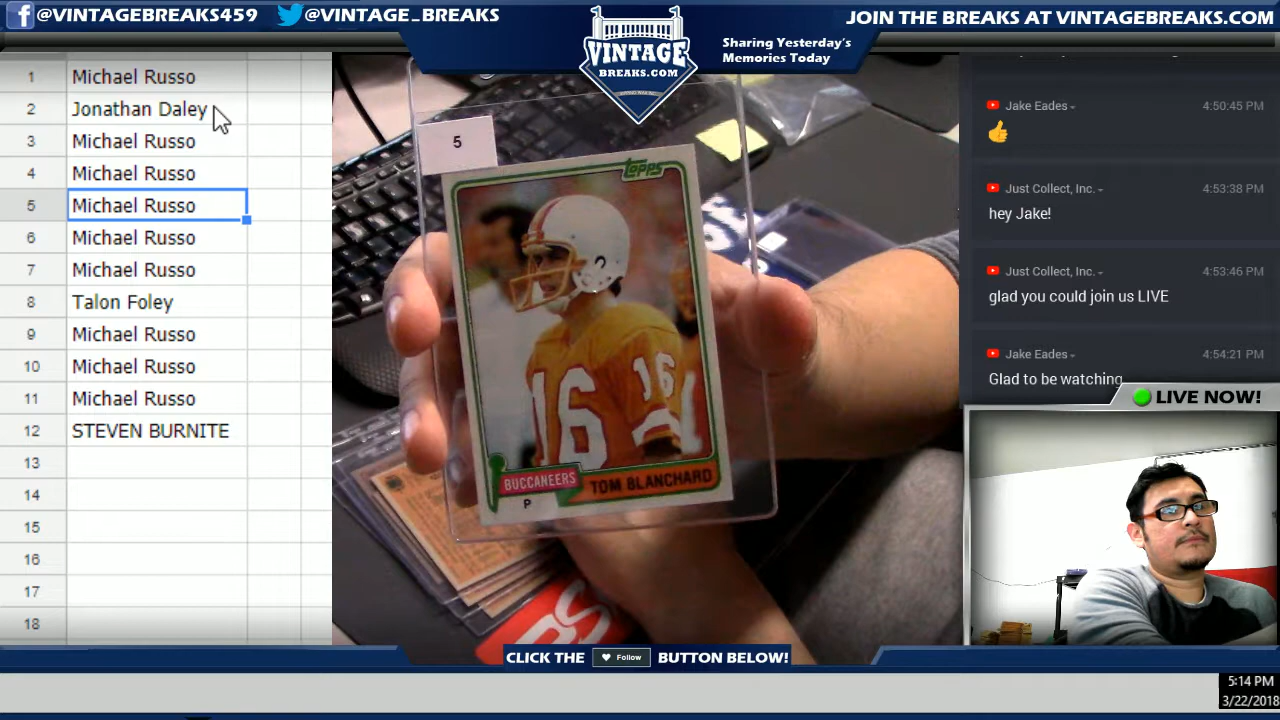 @VINTAGEBREAKS459
@VINTAGE_BREAKS
VINTAGE
BREAKS.COM
Sharing Yesterday's
Memories Today
JOIN THE BREAKS AT VINTAGEBREAKS.COM
1 Michael Russo
2 Jonathan Daley
3 Michael Russo
4 Michael Russo
5 Michael Russo
6 Michael Russo
7 Michael Russo
8 Talon Foley
9 Michael Russo
10 Michael Russo
11 Michael Russo
12 STEVEN BURNITE
13
14
15
16
17
18
5
Topps
16
16
BUCCANEERS
TOM BLANCHARD
P
Jake Eades 4:50:45 PM
Just Collect, Inc. 4:53:38 PM
hey Jake!
Just Collect, Inc. 4:53:46 PM
glad you could join us LIVE
Jake Eades 4:54:21 PM
Glad to be watching
LIVE NOW!
CLICK THE Follow BUTTON BELOW!
5:14 PM
3/22/2018